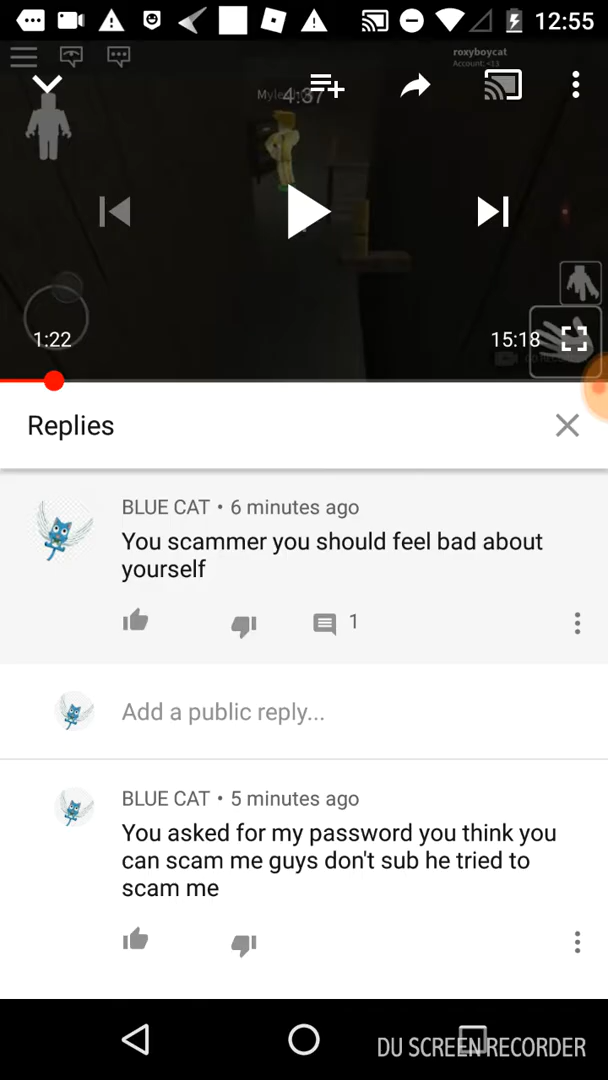 12:55
roxyboycat
Account: <13
4:37
1:22
15:18
Replies
BLUE CAT • 6 minutes ago
You scammer you should feel bad about
yourself
1
Add a public reply...
BLUE CAT • 5 minutes ago
You asked for my password you think you
can scam me guys don't sub he tried to
scam me
DU SCREEN RECORDER